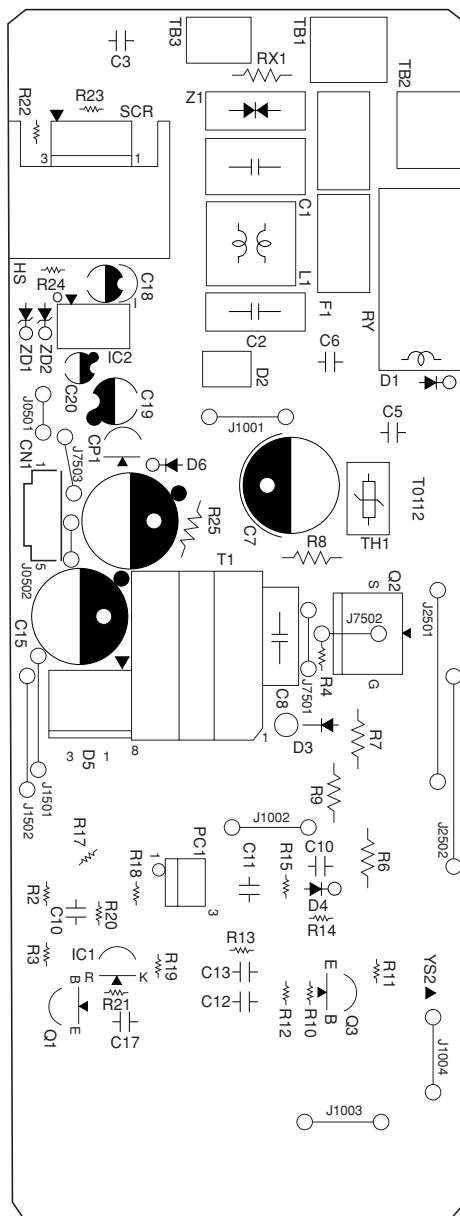 TB3
TB1
C3
RX1
TB2
R23
R22
SCR
Z1
3
1
C1
HS
R24
O
C18
I
L1
F1
RY
ZD1
ZD2
IC2
C2
C6
C20
C19
D2
D1
J0501
J1001
C5
CN1
1
J7503
CP1
D6
R25
C7
T0112
TH1
R8
5
J0502
T1
S
Q2
J2501
C15
J7502
R4
G
J7501
C8
D3
R7
3
D5
1
8
1
J1501
J1502
R9
J1002
J2502
R17
PC1
1
R18
C11
R15
C10
R6
R2
C10
R20
3
D4
R14
R3
IC1
R13
B
R
K
R19
C13
E
R11
YS2
R21
C12
Q1
E
C17
R12
R10
B
Q3
J1004
J1003